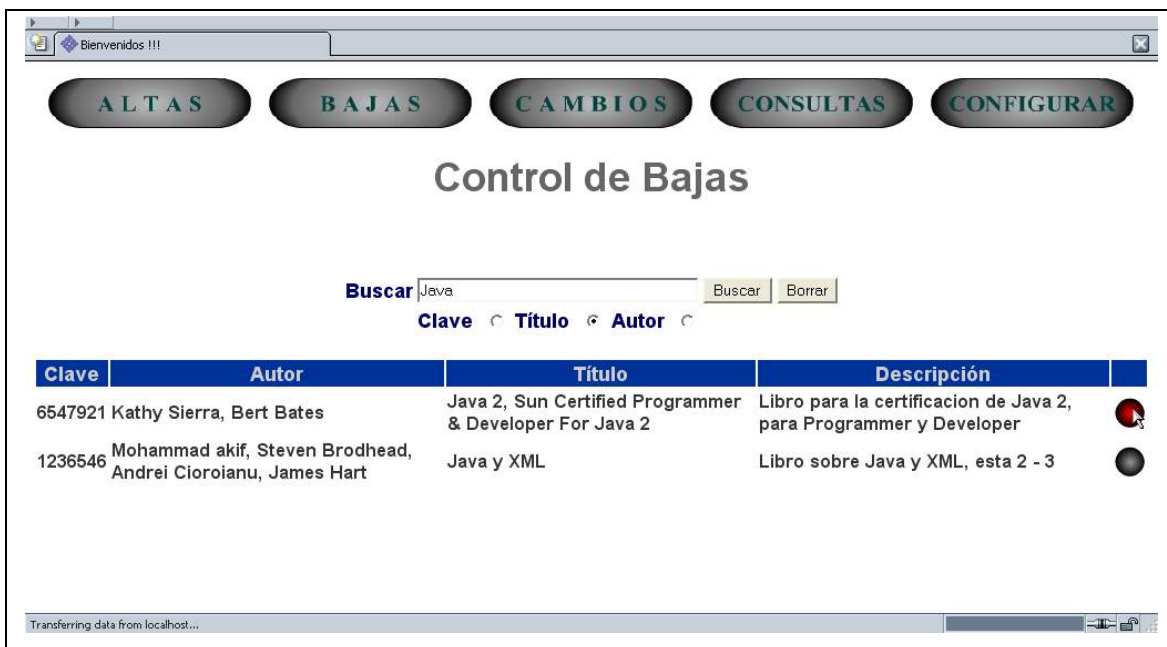 Bienvenidos !!!
ALTAS BAJAS CAMBIOS CONSULTAS CONFIGURAR
Control de Bajas
Buscar Java Buscar Borrar
Clave Título Autor
Clave Autor Título Descripción
6547921 Kathy Sierra, Bert Bates Java 2, Sun Certified Programmer & Developer For Java 2 Libro para la certificacion de Java 2, para Programmer y Developer
1236546 Mohammad akif, Steven Brodhead, Andrei Cioroianu, James Hart Java y XML Libro sobre Java y XML, esta 2 - 3
Transferring data from localhost...